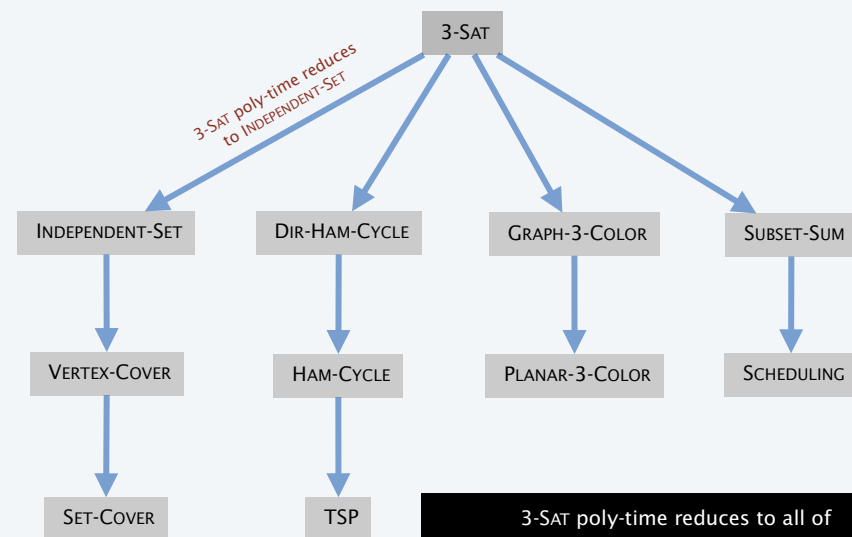 3-SAT
3-SAT poly-time reduces
to INDEPENDENT-SET
INDEPENDENT-SET
DIR-HAM-CYCLE
GRAPH-3-COLOR
SUBSET-SUM
VERTEX-COVER
HAM-CYCLE
PLANAR-3-COLOR
SCHEDULING
SET-COVER
TSP
3-SAT poly-time reduces to all of